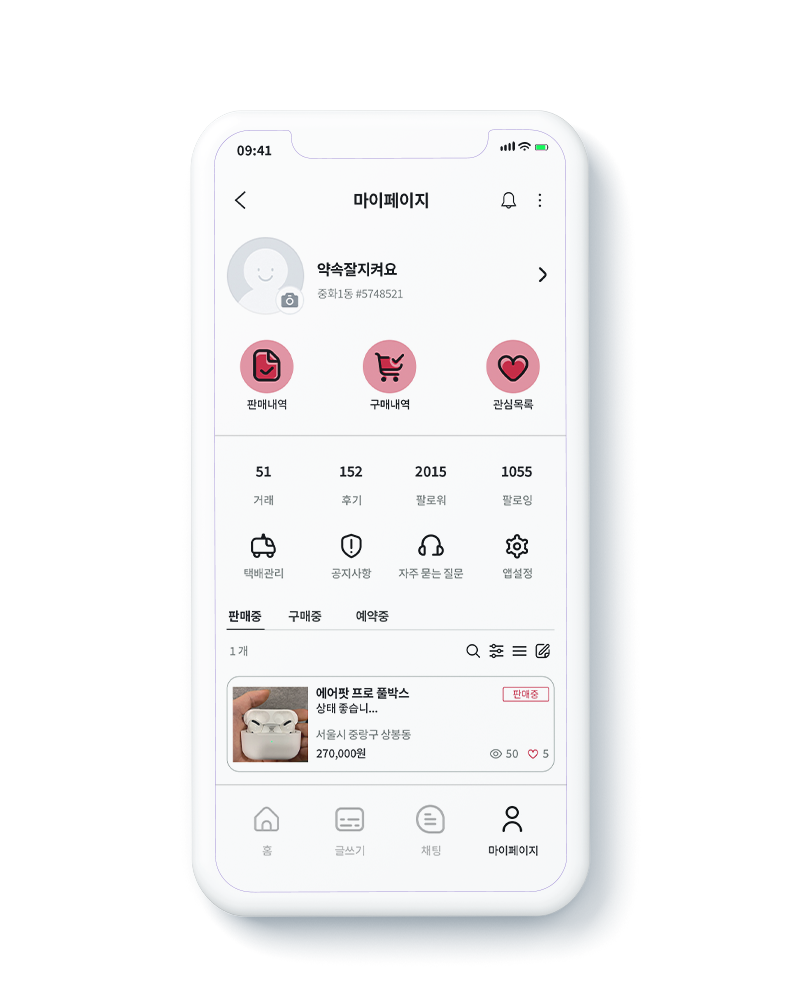 09:41
마이페이지
약속잘지켜요
중화1동 #5748521
판매내역 구매내역 관심목록
51 152 2015 1055
거래 후기 팔로워 팔로잉
택배관리 공지사항 자주 묻는 질문 앱설정
판매중 구매중 예약중
1 개
에어팟 프로 풀박스 판매중
상태 좋습니...
서울시 중랑구 상봉동
270,000원 50 5
홈 글쓰기 채팅 마이페이지